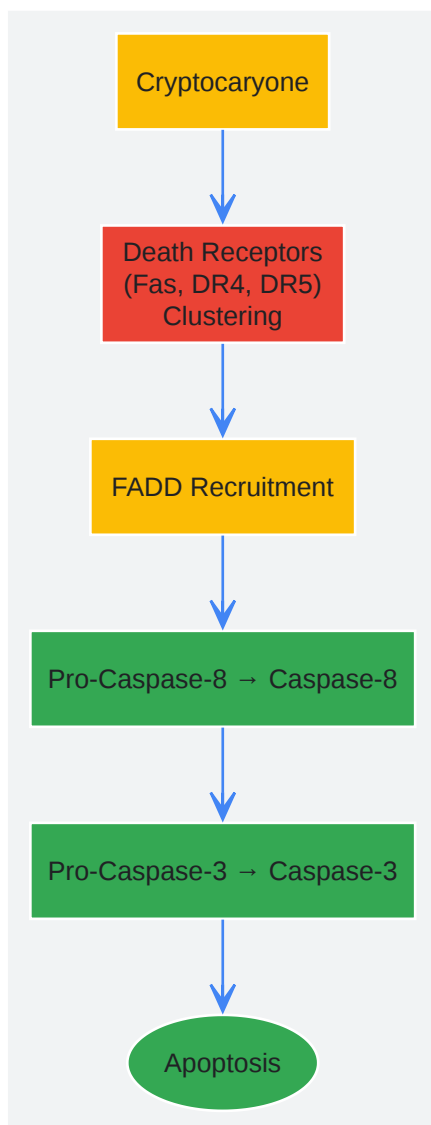 Cryptocaryone
Death Receptors
(Fas, DR4, DR5)
Clustering
FADD Recruitment
Pro-Caspase-8 → Caspase-8
Pro-Caspase-3 → Caspase-3
Apoptosis